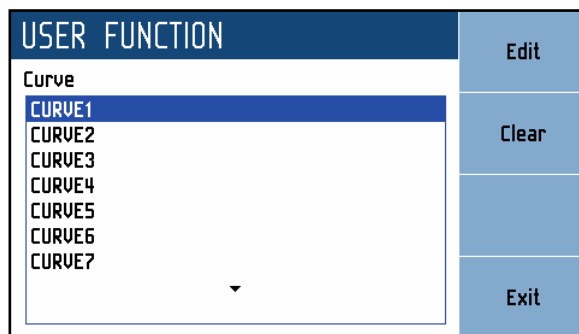 USER FUNCTION
Curve
CURVE1
CURVE2
CURVE3
CURVE4
CURVE5
CURVE6
CURVE7
Edit
Clear
Exit